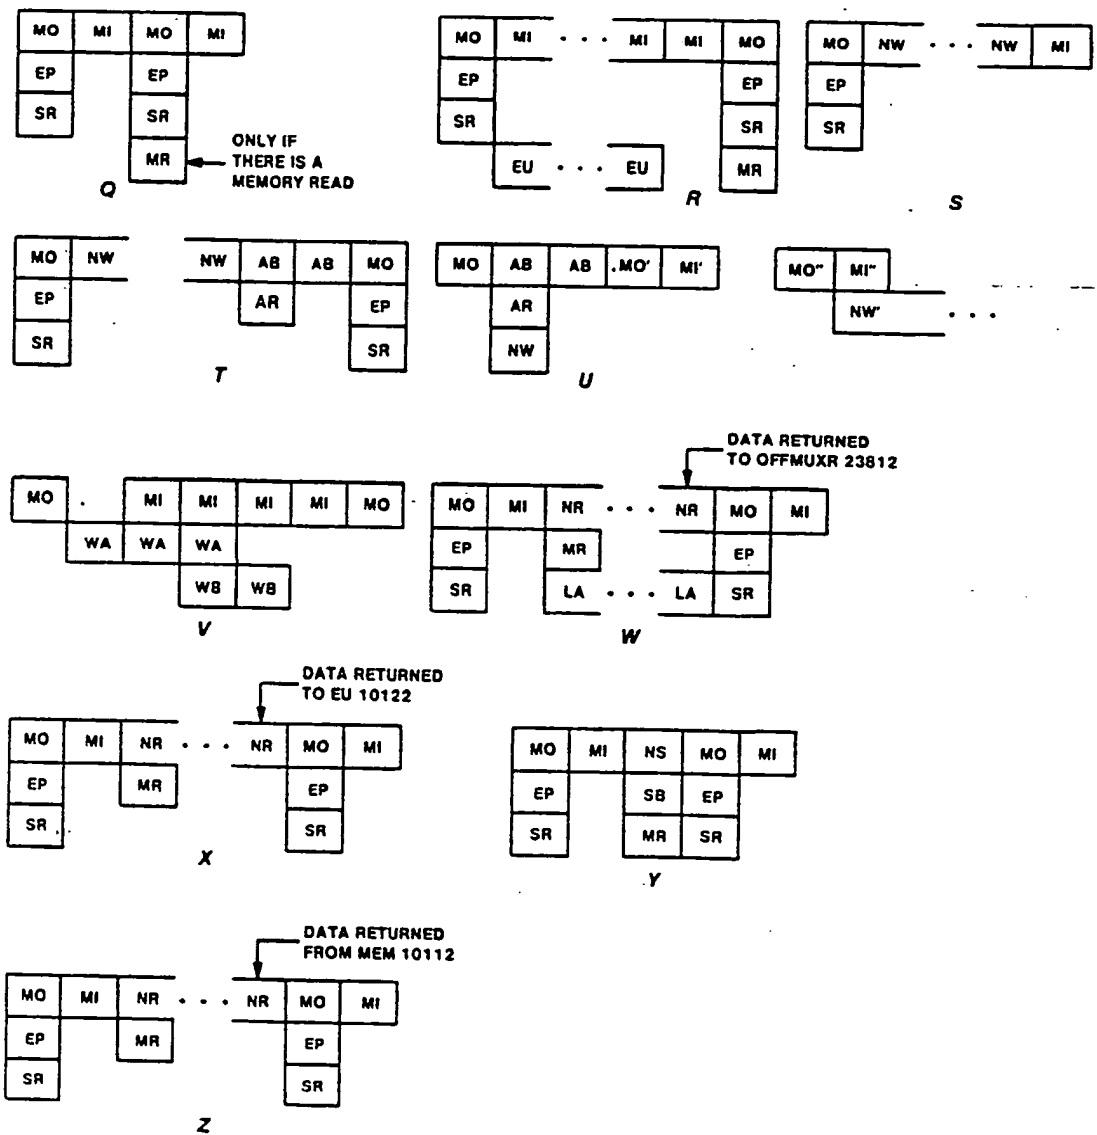 MO MI MO MI
EP EP
SR SR
MR
ONLY IF
THERE IS A
MEMORY READ
Q
MO MI . . . MI MI MO
EP EP
SR SR
EU . . . EU MR
R
MO NW . . . NW MI
EP
SR
S
MO NW NW AB AB MO
EP AR EP
SR SR
T
MO AB AB MO' MI'
AR
NW
U
MO" MI"
NW' . . .
MO MI MI MI MI MO
WA WA WA
WB WB
V
DATA RETURNED
TO OFFMUXR 23812
MO MI NR . . . NR MO MI
EP MR EP
SR LA . . . LA SR
W
DATA RETURNED
TO EU 10122
MO MI NR . . . NR MO MI
EP MR EP
SR SR
X
MO MI NS MO MI
EP SB EP
SR MR SR
Y
DATA RETURNED
FROM MEM 10112
MO MI NR . . . NR MO MI
EP MR EP
SR SR
Z